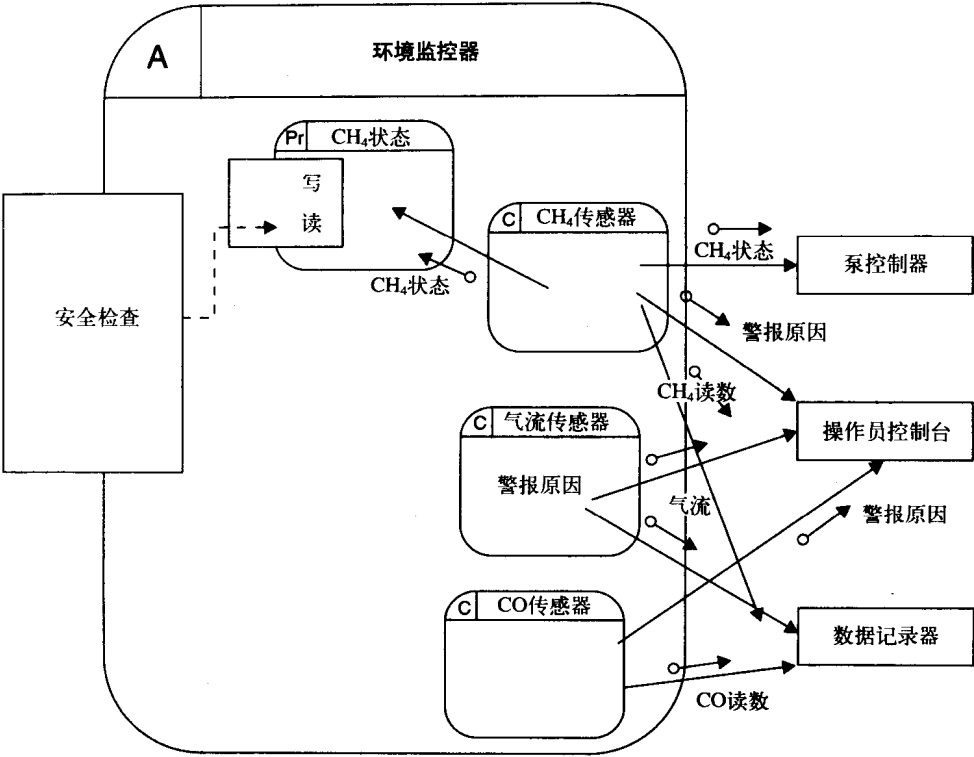 A
环境监控器
Pr
CH₄状态
写
读
CH₄状态
安全检查
C
CH₄传感器
CH₄状态
泵控制器
警报原因
CH₄读数
C
气流传感器
警报原因
气流
操作员控制台
警报原因
C
CO传感器
数据记录器
CO读数